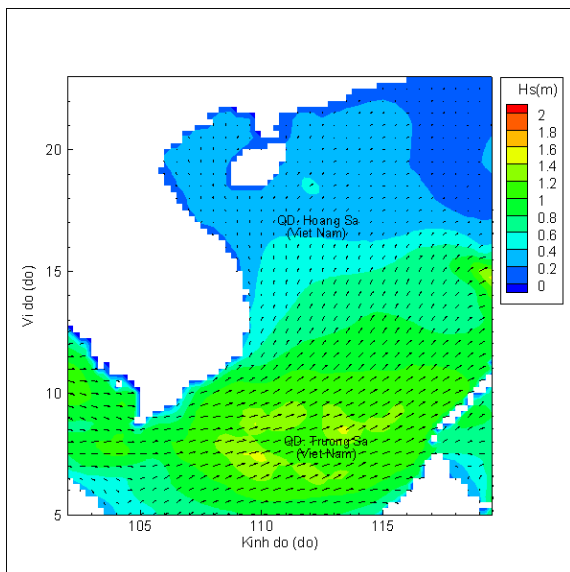 Hs(m)
2
1.8
1.6
1.4
1.2
1
0.8
0.6
0.4
0.2
0
20
15
10
5
Vi do (do)
QD. Hoang Sa
(Viet Nam)
QD. Truong Sa
(Viet Nam)
105
110
115
Kinh do (do)